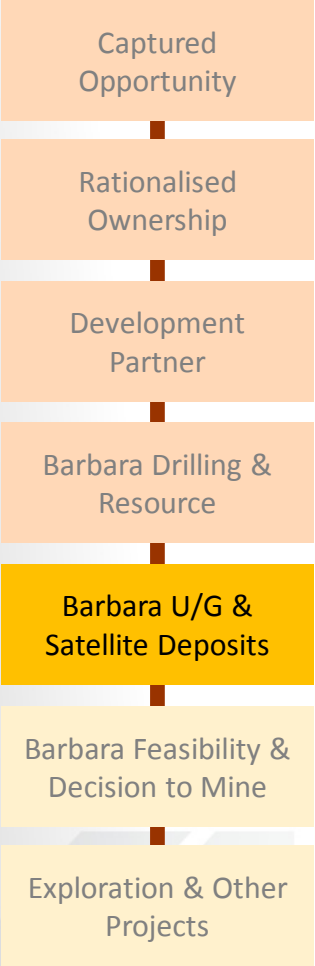 Captured
Opportunity
Rationalised
Ownership
Development
Partner
Barbara Drilling &
Resource
Barbara U/G &
Satellite Deposits
Barbara Feasibility &
Decision to Mine
Exploration & Other
Projects